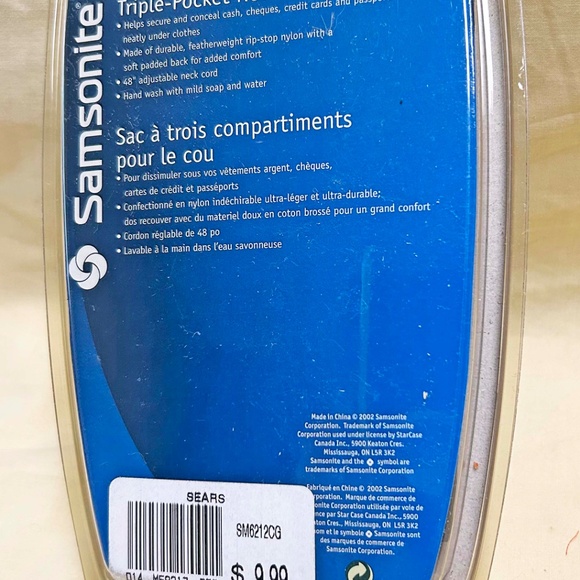 Samsonite
®
Triple-Pocket
• Helps secure and conceal cash, cheques, credit cards and
neatly under clothes
• Made of durable, featherweight rip-stop nylon with a
soft padded back for added comfort
• 48" adjustable neck cord
• Hand wash with mild soap and water
Sac à trois compartiments
pour le cou
• Pour dissimuler sous vos vêtements argent, chèques,
cartes de crédit et passéports
• Confectionné en nylon indéchirable ultra-léger et ultra-durable;
dos recouver avec du materiel doux en coton brossé pour un grand confort
• Cordon réglable de 48 po
• Lavable à la main dans l'eau savonneuse
Made in China © 2002 Samsonite
Corporation. Trademark of Samsonite
Corporation used under license by StarCase
Canada Inc., 5900 Keaton Cres.
Mississauga, ON L5R 3K2
Samsonite and the symbol are
trademarks of Samsonite Corporation
Fabriqué en Chine © 2002 Samsonite
Corporation. Marque de commerce de
Corporation utilisée par voie de
par Star Case Canada Inc., 5900
Cres., Mississauga, ON L5R 3K2
et le symbole Samsonite sont
des marques de commerce de
Samsonite Corporation.
SEARS
SM6212CG
$ 9.99